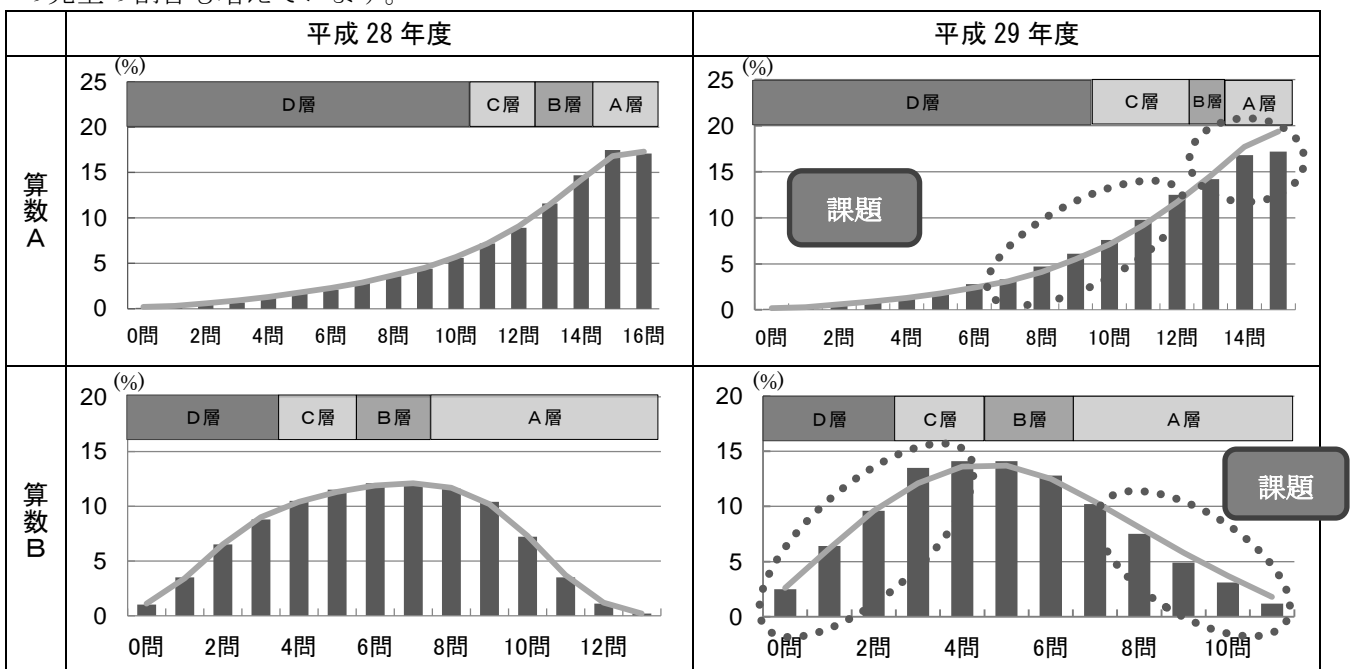 平成 28 年度
平成 29 年度
算数A
(%)
25
20
15
10
5
0
D層
C層
B層
A層
0問 2問 4問 6問 8問 10問 12問 14問 16問
(%)
25
20
15
10
5
0
D層
C層
B層
A層
課題
0問 2問 4問 6問 8問 10問 12問 14問
算数B
(%)
20
15
10
5
0
D層
C層
B層
A層
0問 2問 4問 6問 8問 10問 12問
(%)
20
15
10
5
0
D層
C層
B層
A層
課題
0問 2問 4問 6問 8問 10問